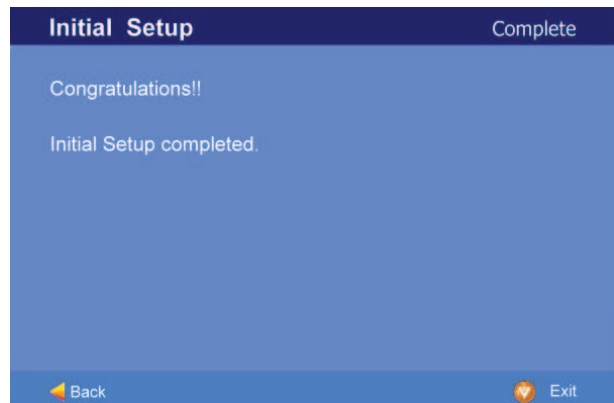 Initial Setup
Complete
Congratulations!!
Initial Setup completed.
Back
Exit